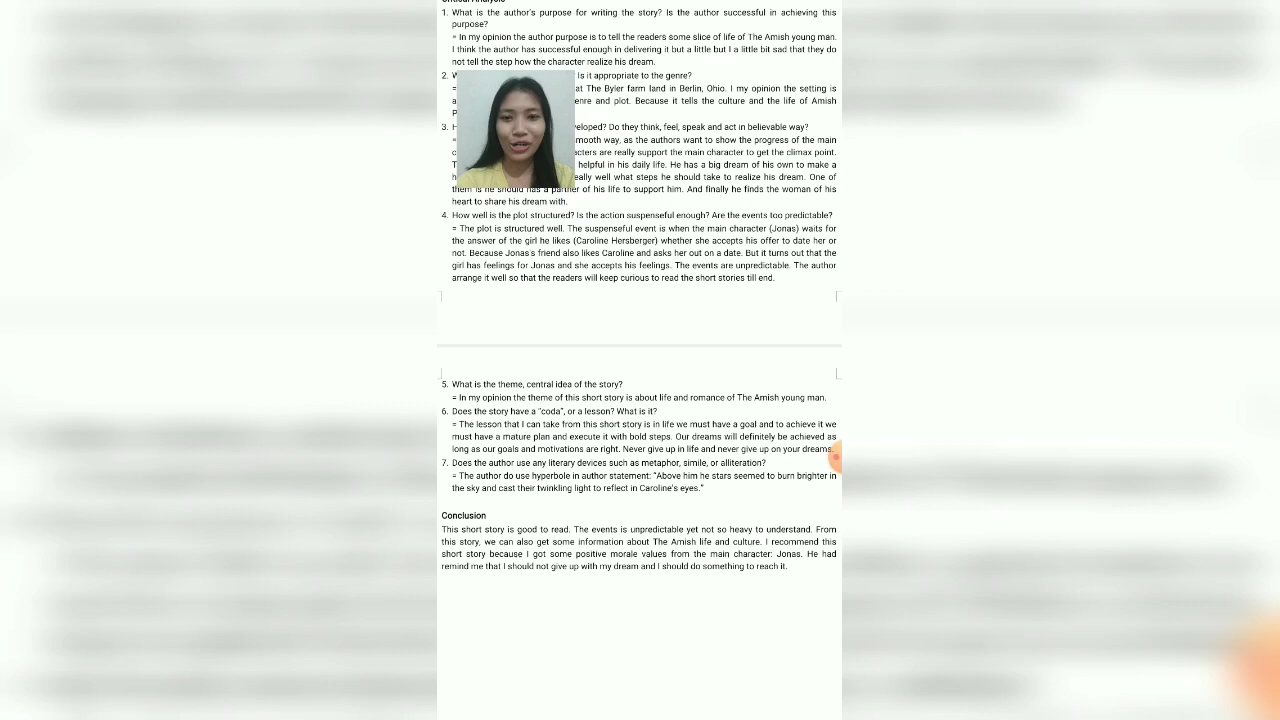 Critical Analysis
1. What is the author's purpose for writing the story? Is the author successful in achieving this
purpose?
= In my opinion the author purpose is to tell the readers some slice of life of The Amish young man.
I think the author has successful enough in delivering it but a little but I a little bit sad that they do
not tell the step how the character realize his dream.
2. Is it appropriate to the genre?
= at The Byler farm land in Berlin, Ohio. I my opinion the setting is
and plot. Because it tells the culture and the life of Amish
3. Do they think, feel, speak and act in believable way?
= way, as the authors want to show the progress of the main
are really support the main character to get the climax point.
helpful in his daily life. He has a big dream of his own to make a
well what steps he should take to realize his dream. One of
them is he should has a partner of his life to support him. And finally he finds the woman of his
heart to share his dream with.
4. How well is the plot structured? Is the action suspenseful enough? Are the events too predictable?
= The plot is structured well. The suspenseful event is when the main character (Jonas) waits for
the answer of the girl he likes (Caroline Hersberger) whether she accepts his offer to date her or
not. Because Jonas's friend also likes Caroline and asks her out on a date. But it turns out that the
girl has feelings for Jonas and she accepts his feelings. The events are unpredictable. The author
arrange it well so that the readers will keep curious to read the short stories till end.
5. What is the theme, central idea of the story?
= In my opinion the theme of this short story is about life and romance of The Amish young man.
6. Does the story have a "coda", or a lesson? What is it?
= The lesson that I can take from this short story is in life we must have a goal and to achieve it we
must have a mature plan and execute it with bold steps. Our dreams will definitely be achieved as
long as our goals and motivations are right. Never give up in life and never give up on your dreams.
7. Does the author use any literary devices such as metaphor, simile, or alliteration?
= The author do use hyperbole in author statement: "Above him he stars seemed to burn brighter in
the sky and cast their twinkling light to reflect in Caroline's eyes."
Conclusion
This short story is good to read. The events is unpredictable yet not so heavy to understand. From
this story, we can also get some information about The Amish life and culture. I recommend this
short story because I got some positive morale values from the main character: Jonas. He had
remind me that I should not give up with my dream and I should do something to reach it.